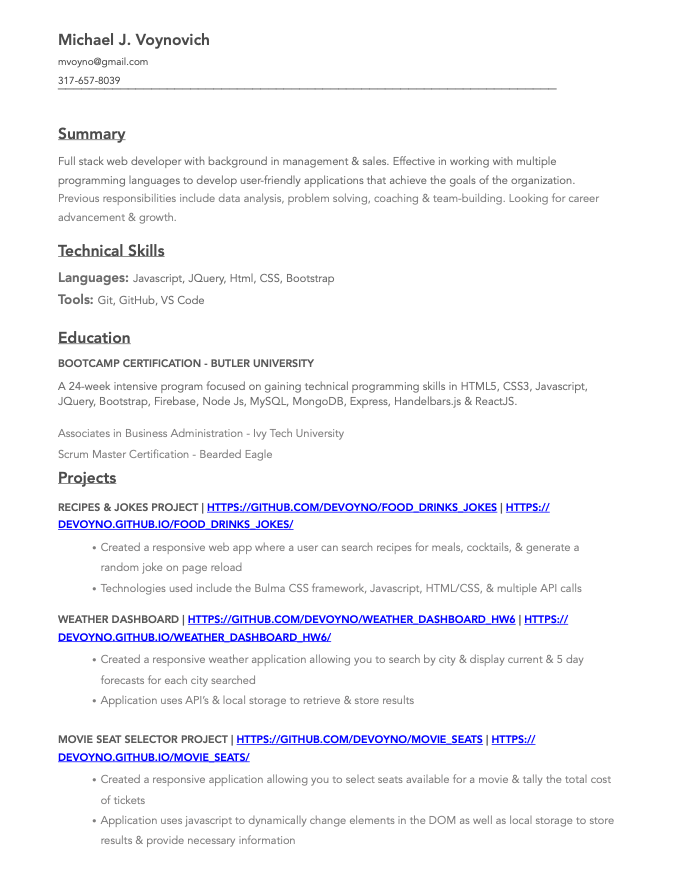 Michael J. Voynovich
mvoyno@gmail.com
317-657-8039
Summary
Full stack web developer with background in management & sales. Effective in working with multiple
programming languages to develop user-friendly applications that achieve the goals of the organization.
Previous responsibilities include data analysis, problem solving, coaching & team-building. Looking for career
advancement & growth.
Technical Skills
Languages: Javascript, JQuery, Html, CSS, Bootstrap
Tools: Git, GitHub, VS Code
Education
BOOTCAMP CERTIFICATION - BUTLER UNIVERSITY
A 24-week intensive program focused on gaining technical programming skills in HTML5, CSS3, Javascript,
JQuery, Bootstrap, Firebase, Node Js, MySQL, MongoDB, Express, Handelbars.js & ReactJS.
Associates in Business Administration - Ivy Tech University
Scrum Master Certification - Bearded Eagle
Projects
RECIPES & JOKES PROJECT | HTTPS://GITHUB.COM/DEVOYNO/FOOD_DRINKS_JOKES | HTTPS://
DEVOYNO.GITHUB.IO/FOOD_DRINKS_JOKES/
• Created a responsive web app where a user can search recipes for meals, cocktails, & generate a
random joke on page reload
• Technologies used include the Bulma CSS framework, Javascript, HTML/CSS, & multiple API calls
WEATHER DASHBOARD | HTTPS://GITHUB.COM/DEVOYNO/WEATHER_DASHBOARD_HW6 | HTTPS://
DEVOYNO.GITHUB.IO/WEATHER_DASHBOARD_HW6/
• Created a responsive weather application allowing you to search by city & display current & 5 day
forecasts for each city searched
• Application uses API's & local storage to retrieve & store results
MOVIE SEAT SELECTOR PROJECT | HTTPS://GITHUB.COM/DEVOYNO/MOVIE_SEATS | HTTPS://
DEVOYNO.GITHUB.IO/MOVIE_SEATS/
• Created a responsive application allowing you to select seats available for a movie & tally the total cost
of tickets
• Application uses javascript to dynamically change elements in the DOM as well as local storage to store
results & provide necessary information